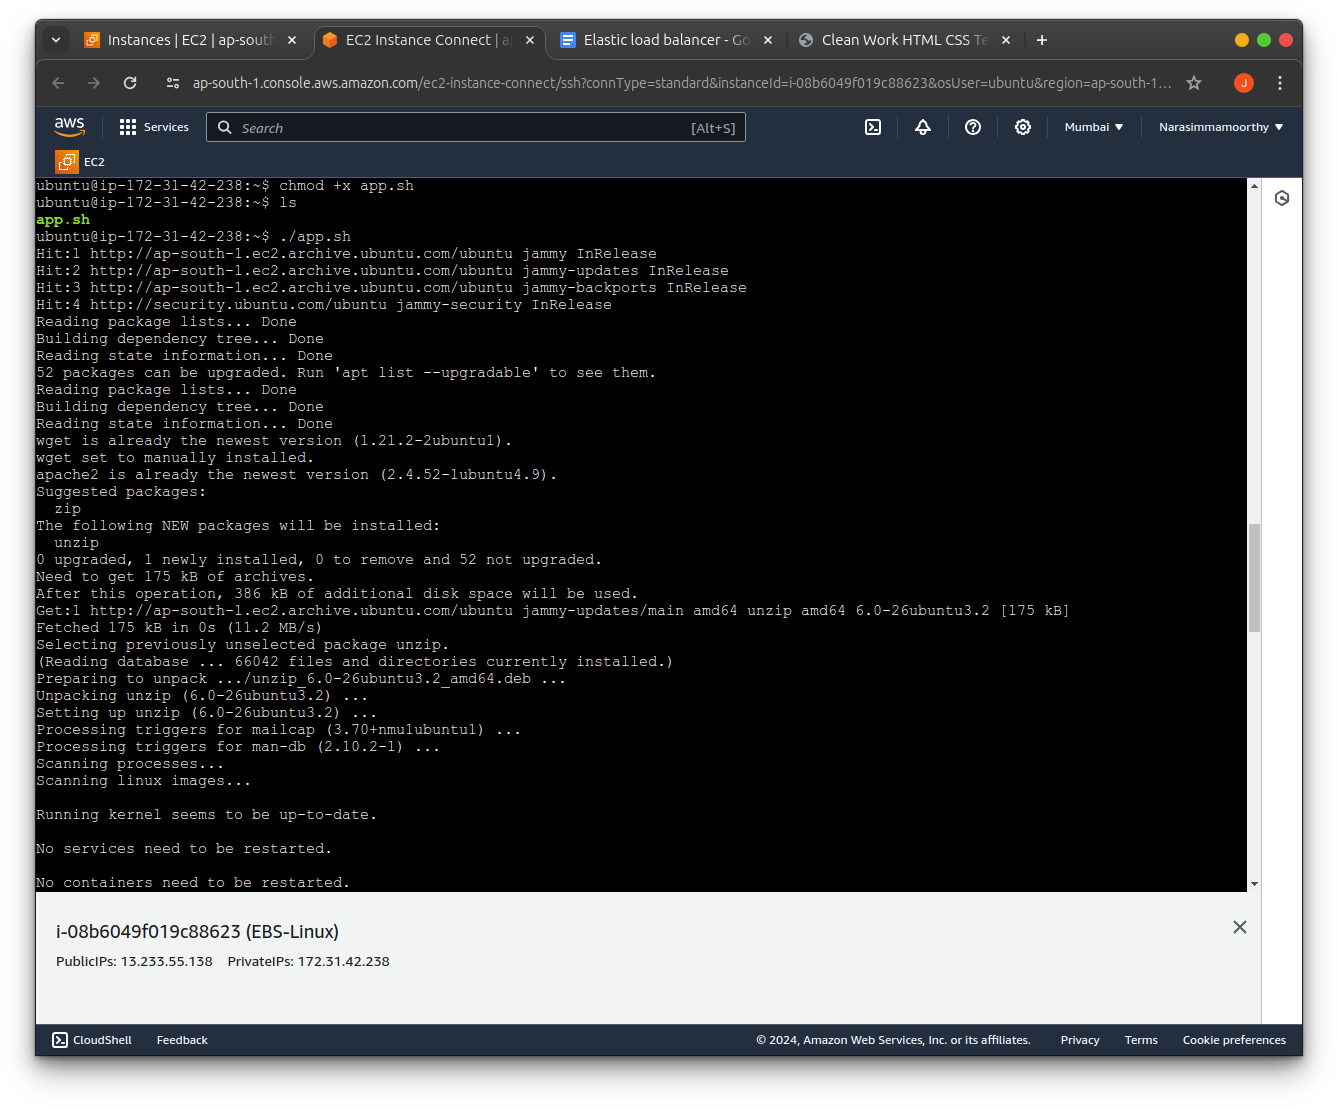 Instances | EC2 | ap-sout
EC2 Instance Connect | a
Elastic load balancer - Go
Clean Work HTML CSS Te
ap-south-1.console.aws.amazon.com/ec2-instance-connect/ssh?connType=standard&instanceId=i-08b6049f019c88623&osUser=ubuntu&region=ap-south-1...
J
aws
Services
Search
[Alt+S]
Mumbai
Narasimmamoorthy
EC2
ubuntu@ip-172-31-42-238:~$ chmod +x app.sh
ubuntu@ip-172-31-42-238:~$ ls
app.sh
ubuntu@ip-172-31-42-238:~$ ./app.sh
Hit:1 http://ap-south-1.ec2.archive.ubuntu.com/ubuntu jammy InRelease
Hit:2 http://ap-south-1.ec2.archive.ubuntu.com/ubuntu jammy-updates InRelease
Hit:3 http://ap-south-1.ec2.archive.ubuntu.com/ubuntu jammy-backports InRelease
Hit:4 http://security.ubuntu.com/ubuntu jammy-security InRelease
Reading package lists... Done
Building dependency tree... Done
Reading state information... Done
52 packages can be upgraded. Run 'apt list --upgradable' to see them.
Reading package lists... Done
Building dependency tree... Done
Reading state information... Done
wget is already the newest version (1.21.2-2ubuntu1).
wget set to manually installed.
apache2 is already the newest version (2.4.52-1ubuntu4.9).
Suggested packages:
  zip
The following NEW packages will be installed:
  unzip
0 upgraded, 1 newly installed, 0 to remove and 52 not upgraded.
Need to get 175 kB of archives.
After this operation, 386 kB of additional disk space will be used.
Get:1 http://ap-south-1.ec2.archive.ubuntu.com/ubuntu jammy-updates/main amd64 unzip amd64 6.0-26ubuntu3.2 [175 kB]
Fetched 175 kB in 0s (11.2 MB/s)
Selecting previously unselected package unzip.
(Reading database ... 66042 files and directories currently installed.)
Preparing to unpack .../unzip_6.0-26ubuntu3.2_amd64.deb ...
Unpacking unzip (6.0-26ubuntu3.2) ...
Setting up unzip (6.0-26ubuntu3.2) ...
Processing triggers for mailcap (3.70+nmu1ubuntu1) ...
Processing triggers for man-db (2.10.2-1) ...
Scanning processes...
Scanning linux images...
Running kernel seems to be up-to-date.
No services need to be restarted.
No containers need to be restarted.
i-08b6049f019c88623 (EBS-Linux)
PublicIPs: 13.233.55.138 PrivateIPs: 172.31.42.238
CloudShell
Feedback
© 2024, Amazon Web Services, Inc. or its affiliates.
Privacy
Terms
Cookie preferences